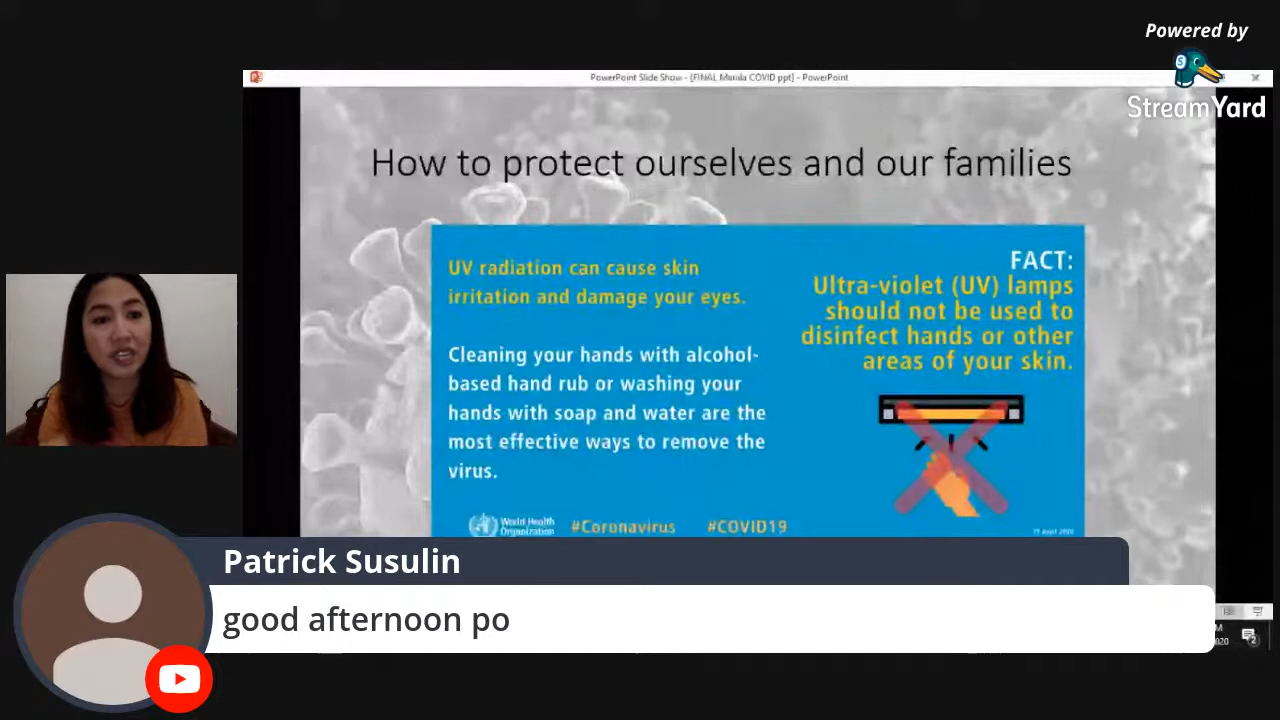 Powered by
StreamYard
PowerPoint Slide Show - [FINAL Manila COVID ppt] - PowerPoint
How to protect ourselves and our families
UV radiation can cause skin
irritation and damage your eyes.
Cleaning your hands with alcohol-
based hand rub or washing your
hands with soap and water are the
most effective ways to remove the
virus.
FACT:
Ultra-violet (UV) lamps
should not be used to
disinfect hands or other
areas of your skin.
World Health
Organization
#Coronavirus #COVID19
Patrick Susulin
good afternoon po